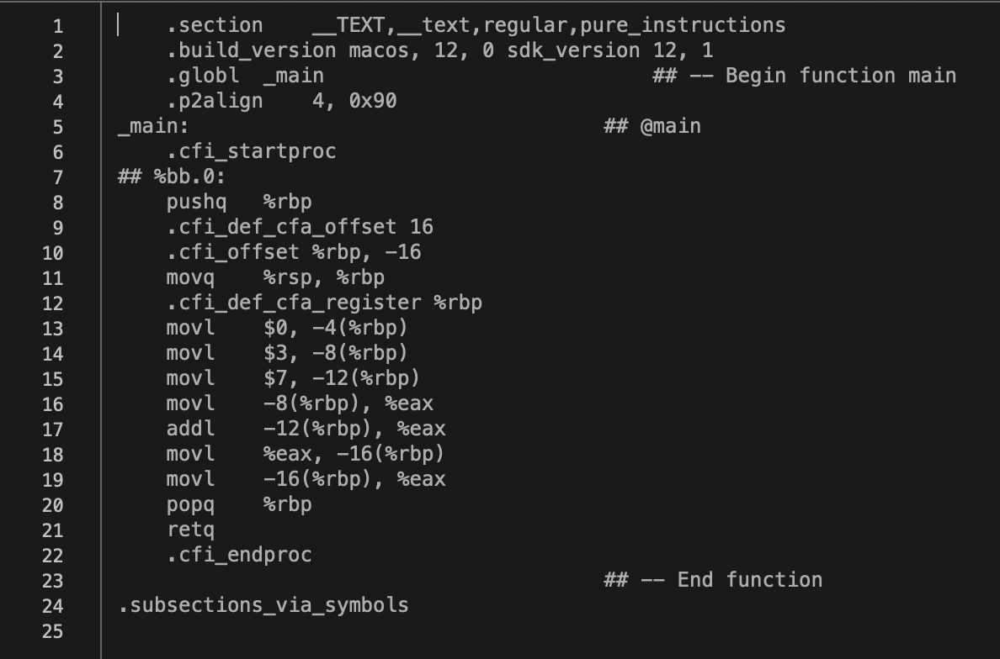 1 .section __TEXT,__text,regular,pure_instructions
2 .build_version macos, 12, 0 sdk_version 12, 1
3 .globl _main ## -- Begin function main
4 .p2align 4, 0x90
5 _main: ## @main
6 .cfi_startproc
7 ## %bb.0:
8 pushq %rbp
9 .cfi_def_cfa_offset 16
10 .cfi_offset %rbp, -16
11 movq %rsp, %rbp
12 .cfi_def_cfa_register %rbp
13 movl $0, -4(%rbp)
14 movl $3, -8(%rbp)
15 movl $7, -12(%rbp)
16 movl -8(%rbp), %eax
17 addl -12(%rbp), %eax
18 movl %eax, -16(%rbp)
19 movl -16(%rbp), %eax
20 popq %rbp
21 retq
22 .cfi_endproc
23 ## -- End function
24 .subsections_via_symbols
25